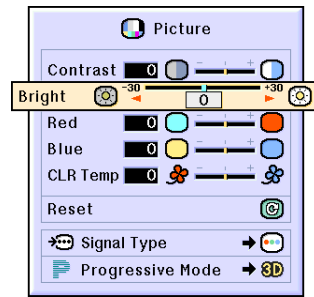 Picture
Contrast 0 - +
Bright -30 0 +30
Red 0 - +
Blue 0 - +
CLR Temp 0 - +
Reset
Signal Type
P Progressive Mode 3D